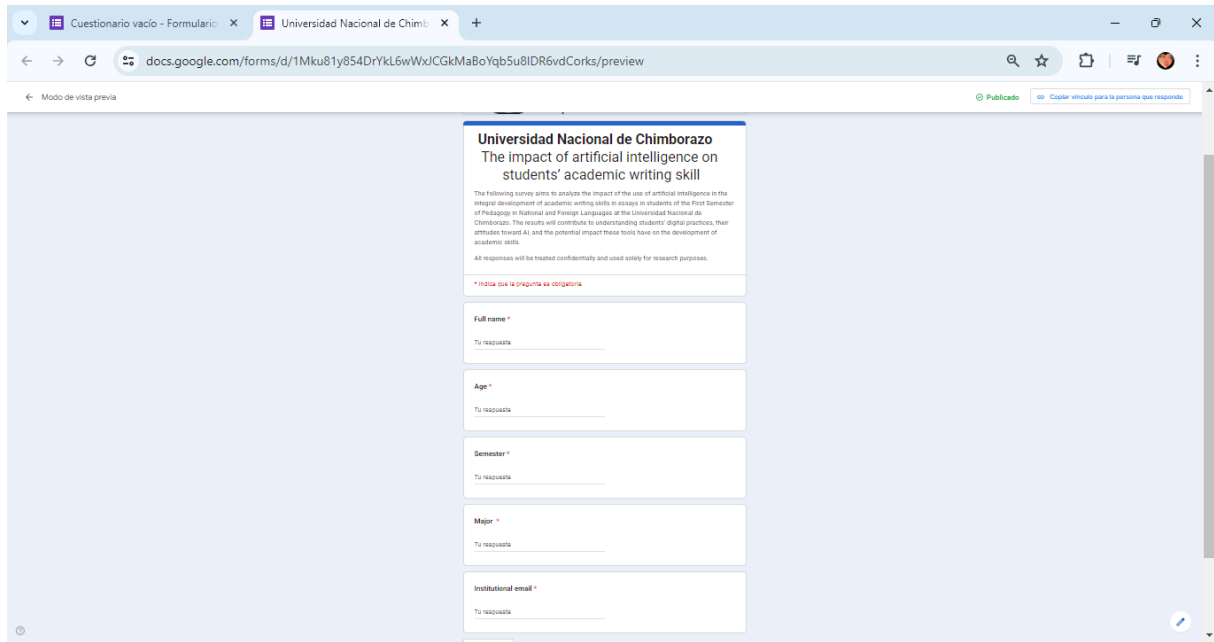 Cuestionario vacío - Formulario
Universidad Nacional de Chimb
docs.google.com/forms/d/1Mku81y854DrYkL6wWxJCGkMaBoYqb5u8IDR6vdCorks/preview
Modo de vista previa
Publicado
Copiar vínculo para la persona que responde
Universidad Nacional de Chimborazo
The impact of artificial intelligence on
students’ academic writing skill
The following survey aims to analyze the impact of the use of artificial intelligence in the
integral development of academic writing skills in essays in students of the First Semester
of Pedagogy in National and Foreign Languages at the Universidad Nacional de
Chimborazo. The results will contribute to understanding students’ digital practices, their
attitudes toward AI, and the potential impact these tools have on the development of
academic skills.
All responses will be treated confidentially and used solely for research purposes.
* Indica que la pregunta es obligatoria
Full name *
Tu respuesta
Age *
Tu respuesta
Semester *
Tu respuesta
Major *
Tu respuesta
Institutional email *
Tu respuesta